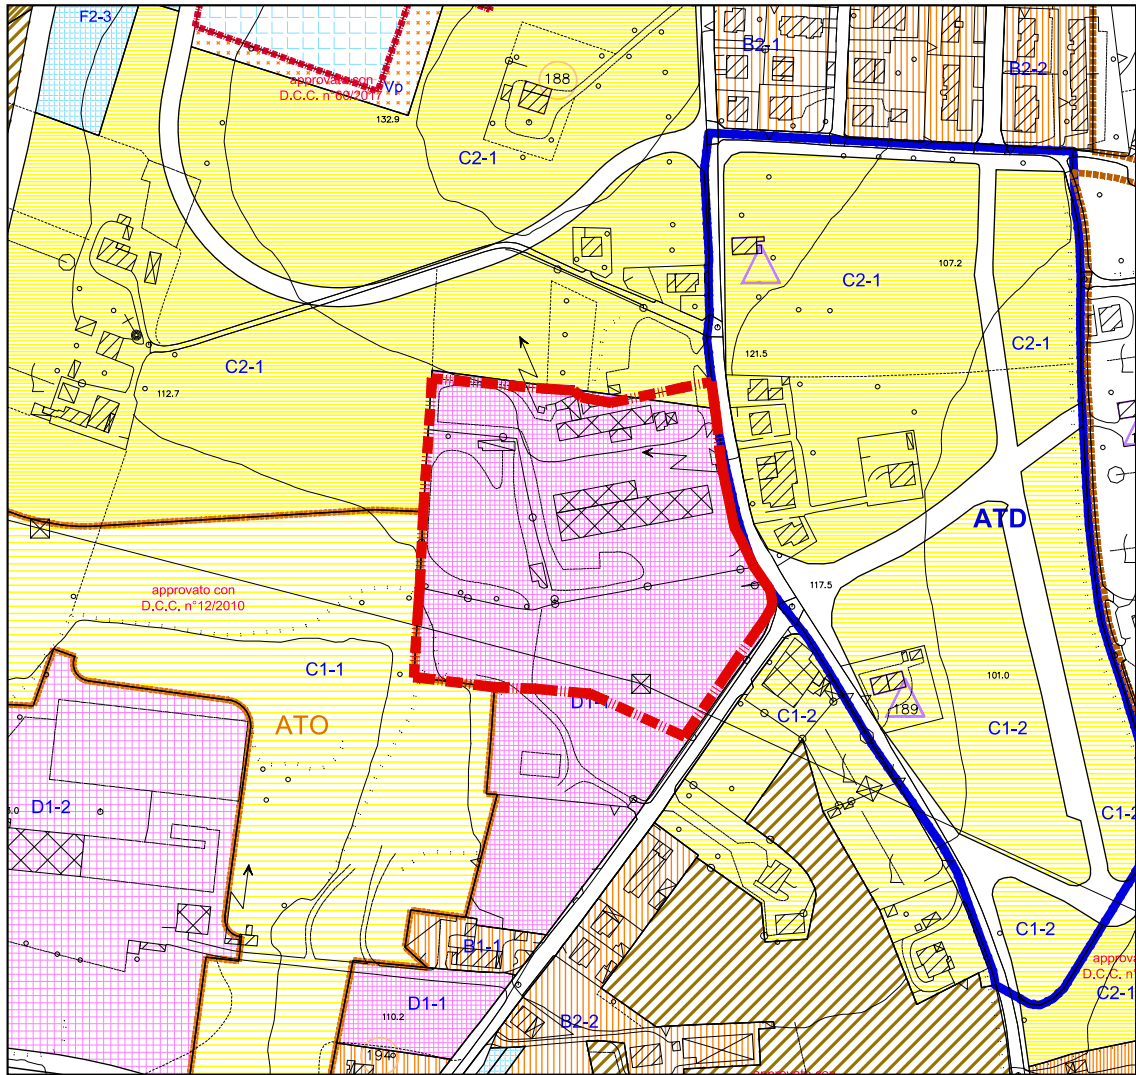 F2-3
B2-1
188
B2-2
approvato con
D.C.C. n°60/2017
Vp
132.9
C2-1
107.2
C2-1
C2-1
121.5
C2-1
112.7
ATD
117.5
approvato con
D.C.C. n°12/2010
C1-1
101.0
189
ATO
C1-2
C1-2
D1-2
C1-2
B1-1
C1-2
D.C.C. n°
C2-1
D1-1
110.2
B2-2
194